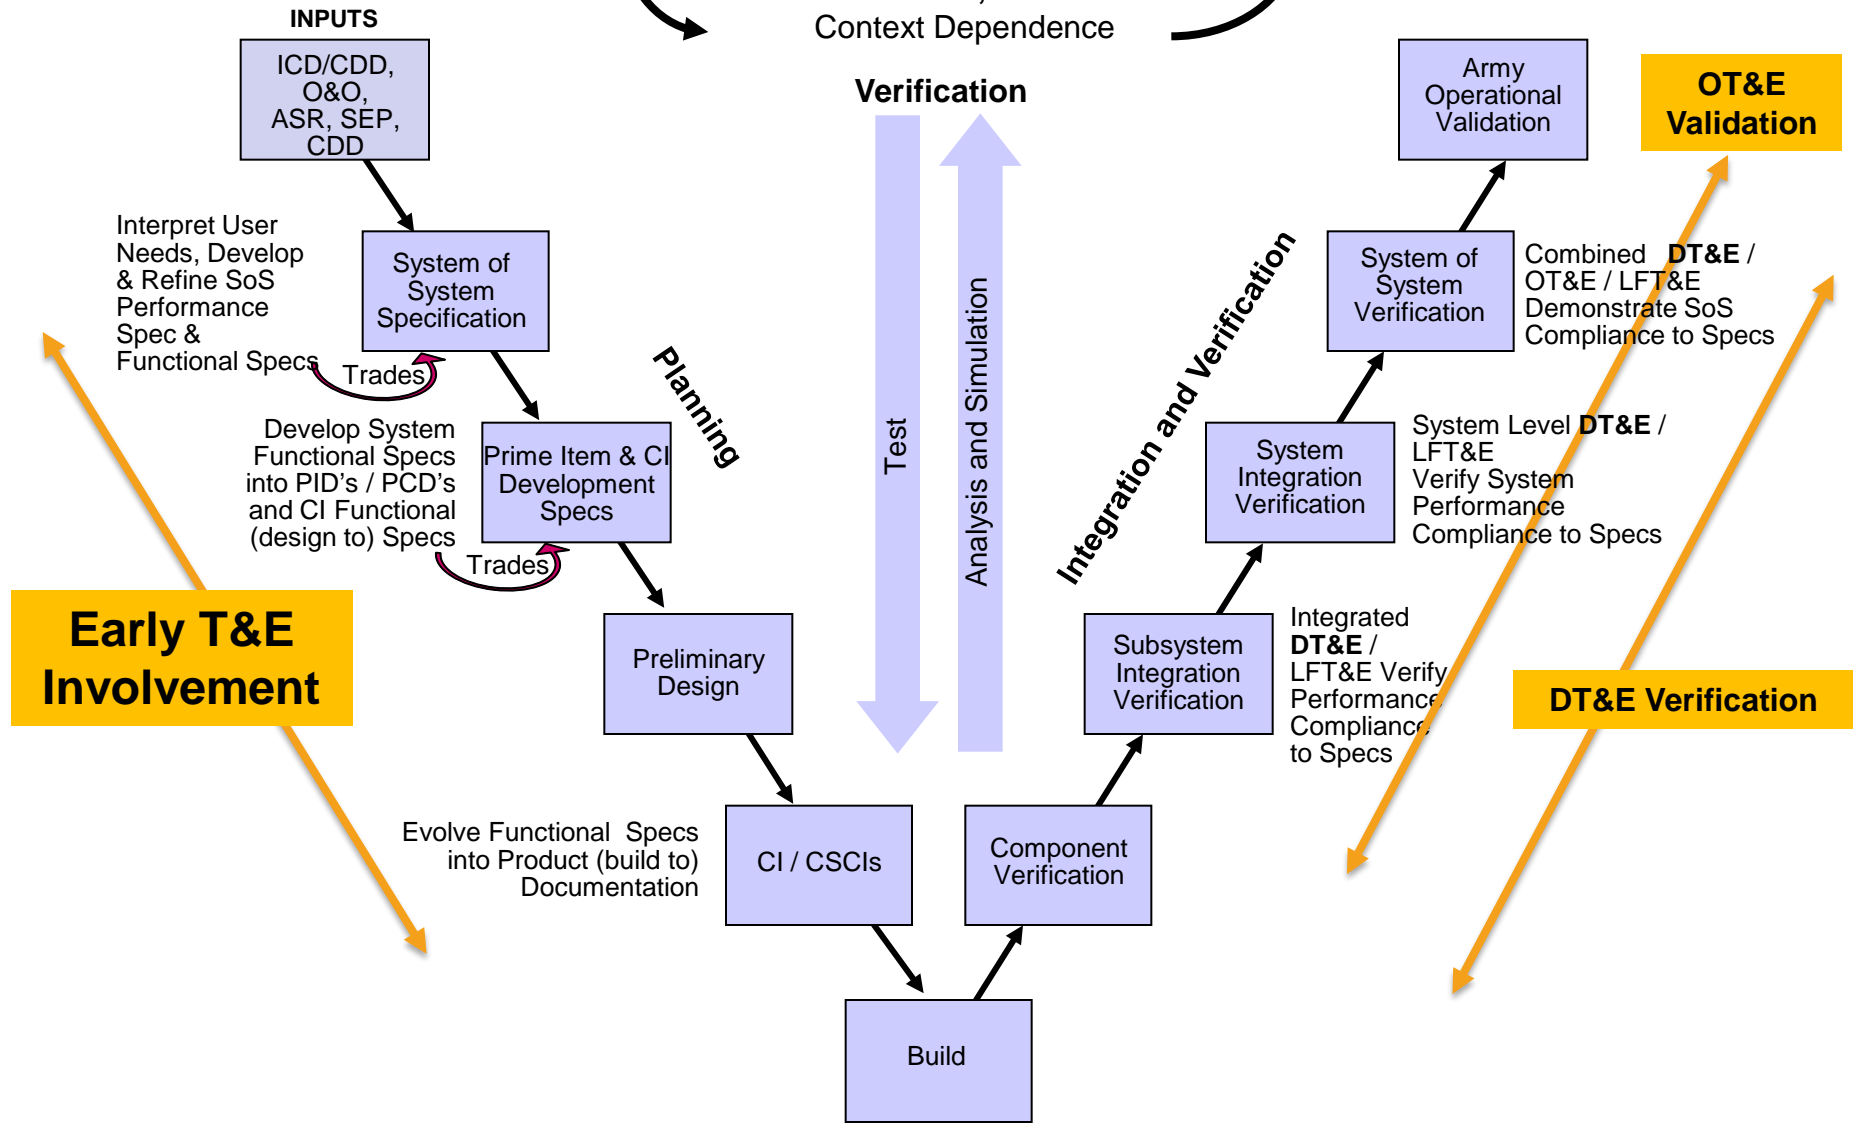 INPUTS
Context Dependence
ICD/CDD,
O&O,
ASR, SEP,
CDD
Verification
Army
Operational
Validation
OT&E
Validation
Interpret User
Needs, Develop
& Refine SoS
Performance
Spec &
Functional Specs
System of
System
Specification
Trades
Planning
Test
Analysis and Simulation
Integration and Verification
System of
System
Verification
Combined DT&E /
OT&E / LFT&E
Demonstrate SoS
Compliance to Specs
Develop System
Functional Specs
into PID's / PCD's
and CI Functional
(design to) Specs
Prime Item & CI
Development
Specs
Trades
System
Integration
Verification
System Level DT&E /
LFT&E
Verify System
Performance
Compliance to Specs
Early T&E
Involvement
Preliminary
Design
Subsystem
Integration
Verification
Integrated
DT&E /
LFT&E Verify
Performance
Compliance
to Specs
DT&E Verification
Evolve Functional Specs
into Product (build to)
Documentation
CI / CSCIs
Component
Verification
Build